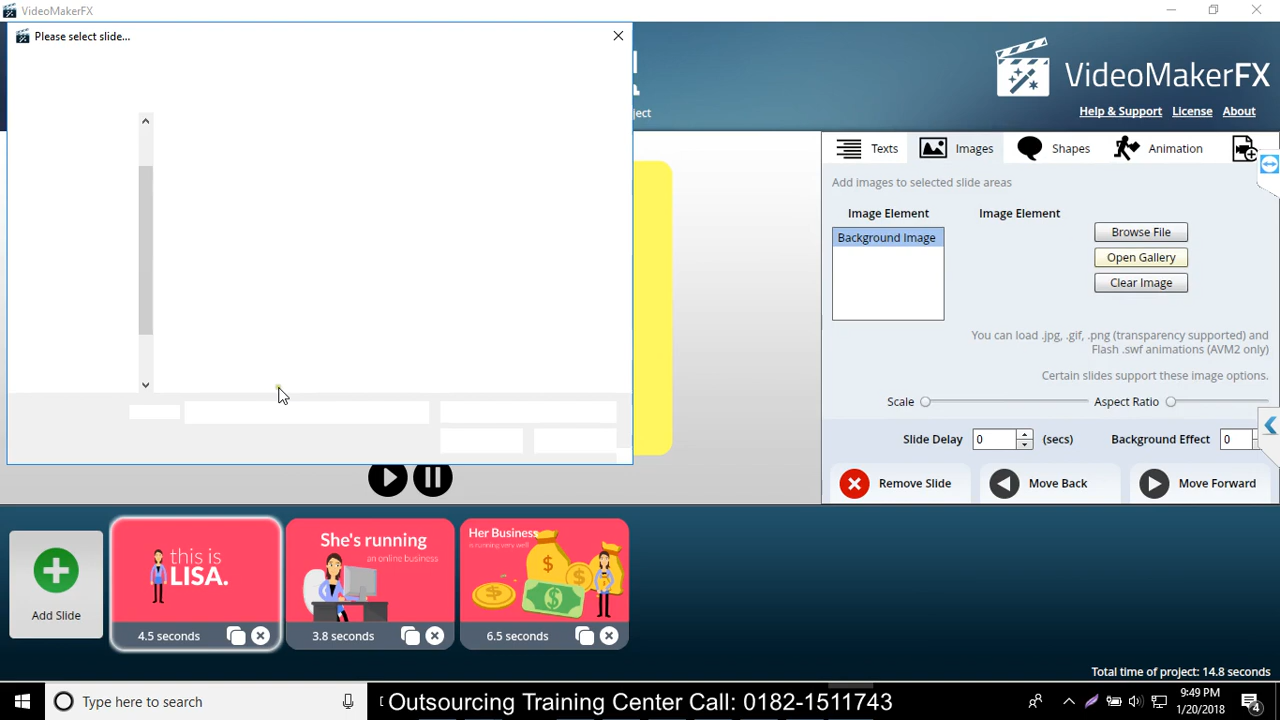 VideoMakerFX
Please select slide...
ject
VideoMakerFX
Help & Support License About
Texts Images Shapes Animation
Add images to selected slide areas
Image Element Image Element
Background Image
Browse File
Open Gallery
Clear Image
You can load .jpg, .gif, .png (transparency supported) and
Flash .swf animations (AVM2 only)
Certain slides support these image options.
Scale Aspect Ratio
Slide Delay 0 (secs) Background Effect 0
Remove Slide Move Back Move Forward
Add Slide
this is
LISA.
4.5 seconds
She's running
an online business
3.8 seconds
Her Business
is running very well
6.5 seconds
Total time of project: 14.8 seconds
Type here to search
Outsourcing Training Center Call: 0182-1511743
9:49 PM
1/20/2018
4